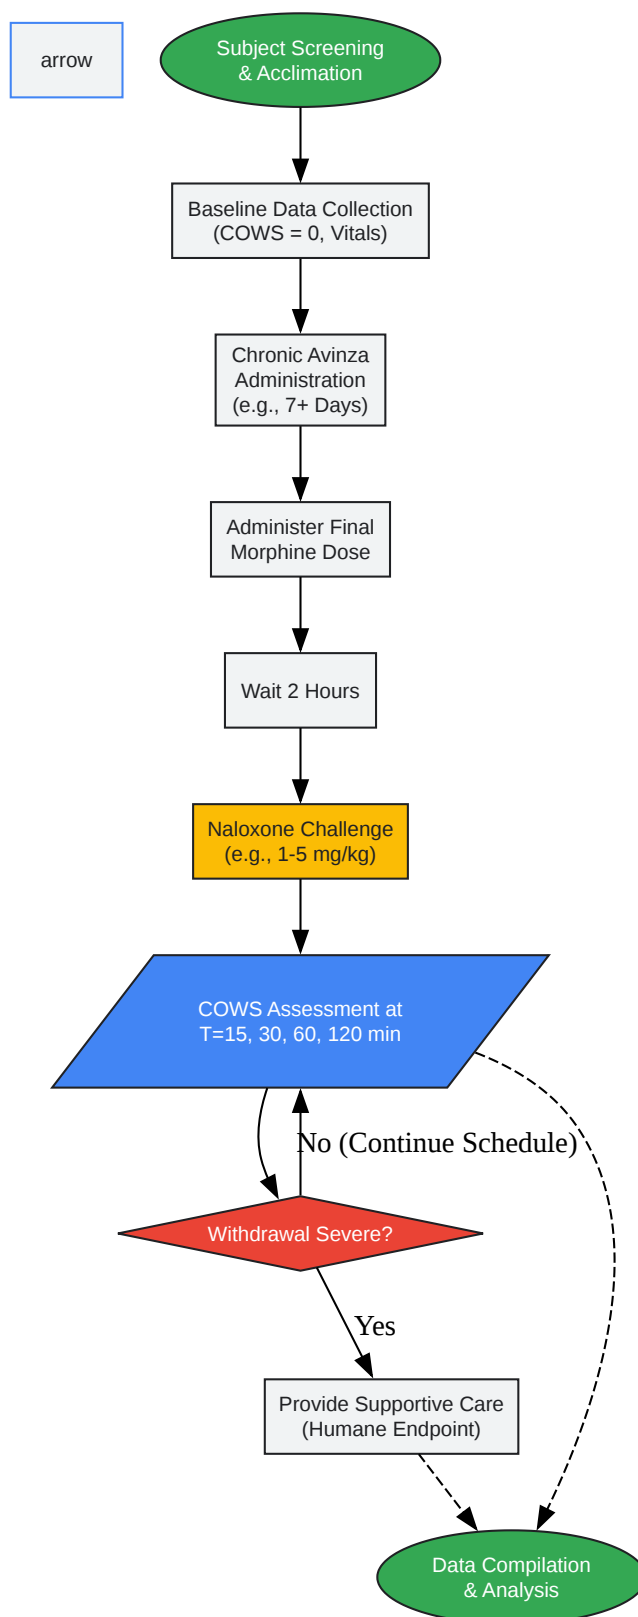 arrow
Subject Screening
& Acclimation
Baseline Data Collection
(COWS = 0, Vitals)
Chronic Avinza
Administration
(e.g., 7+ Days)
Administer Final
Morphine Dose
Wait 2 Hours
Naloxone Challenge
(e.g., 1-5 mg/kg)
COWS Assessment at
T=15, 30, 60, 120 min
No (Continue Schedule)
Withdrawal Severe?
Yes
Provide Supportive Care
(Humane Endpoint)
Data Compilation
& Analysis